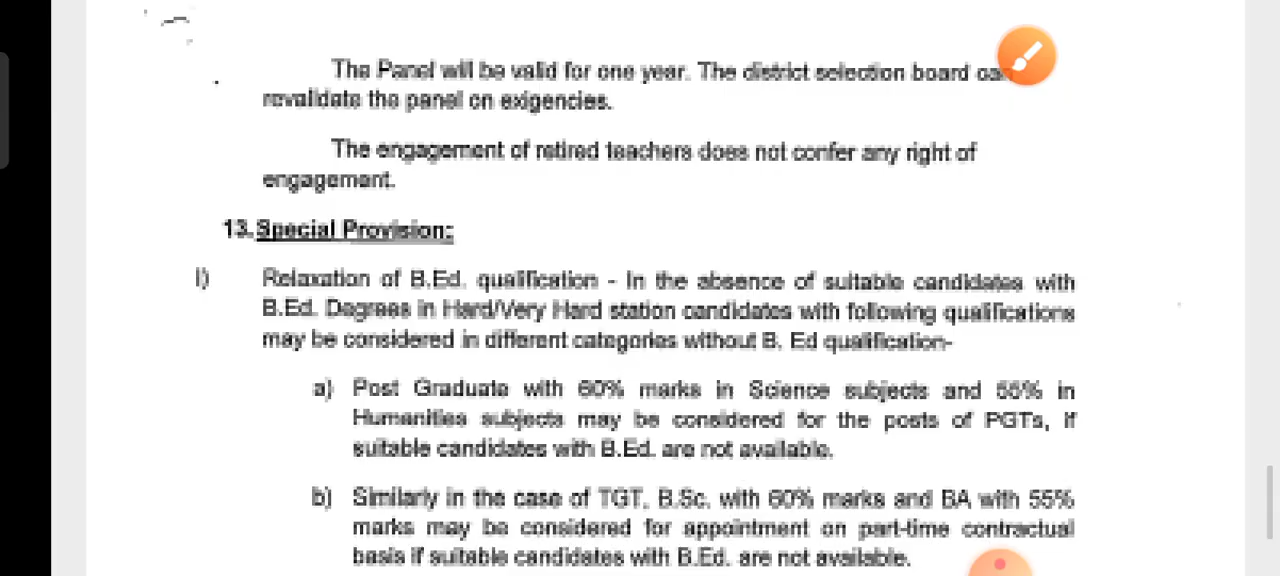 The Panel will be valid for one year. The district selection board can
revalidate the panel on exigencies.
The engagement of retired teachers does not confer any right of
engagement.
13. Special Provision:
i) Relaxation of B.Ed. qualification - In the absence of suitable candidates with
B.Ed. Degrees in Hard/Very Hard station candidates with following qualifications
may be considered in different categories without B. Ed qualification-
a) Post Graduate with 60% marks in Science subjects and 55% in
Humanities subjects may be considered for the posts of PGTs, if
suitable candidates with B.Ed. are not available.
b) Similarly in the case of TGT, B.Sc. with 60% marks and BA with 55%
marks may be considered for appointment on part-time contractual
basis if suitable candidates with B.Ed. are not available.